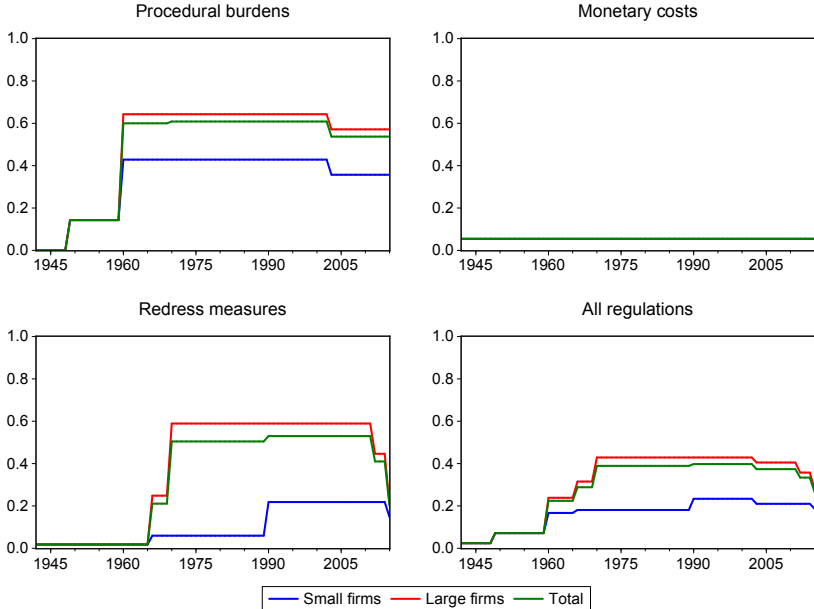 Procedural burdens
1.0
0.8
0.6
0.4
0.2
0.0
1945 1960 1975 1990 2005
Monetary costs
1.0
0.8
0.6
0.4
0.2
0.0
1945 1960 1975 1990 2005
Redress measures
1.0
0.8
0.6
0.4
0.2
0.0
1945 1960 1975 1990 2005
All regulations
1.0
0.8
0.6
0.4
0.2
0.0
1945 1960 1975 1990 2005
Small firms Large firms Total